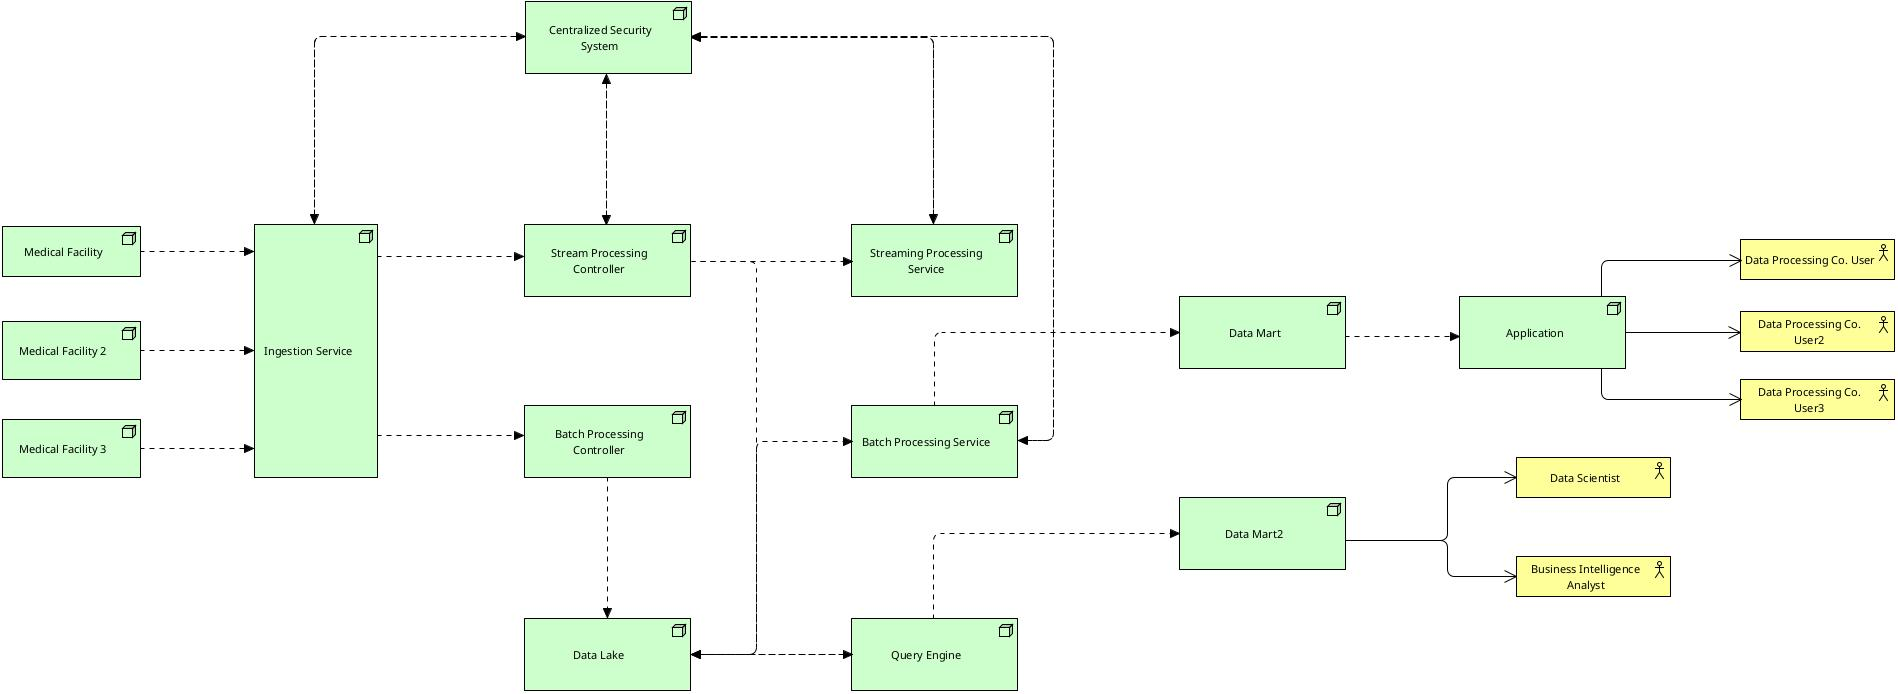 Centralized Security
System
Medical Facility
Medical Facility 2
Medical Facility 3
Ingestion Service
Stream Processing
Controller
Streaming Processing
Service
Batch Processing
Controller
Batch Processing Service
Data Lake
Query Engine
Data Mart
Data Mart2
Application
Data Processing Co. User
Data Processing Co.
User2
Data Processing Co.
User3
Data Scientist
Business Intelligence
Analyst